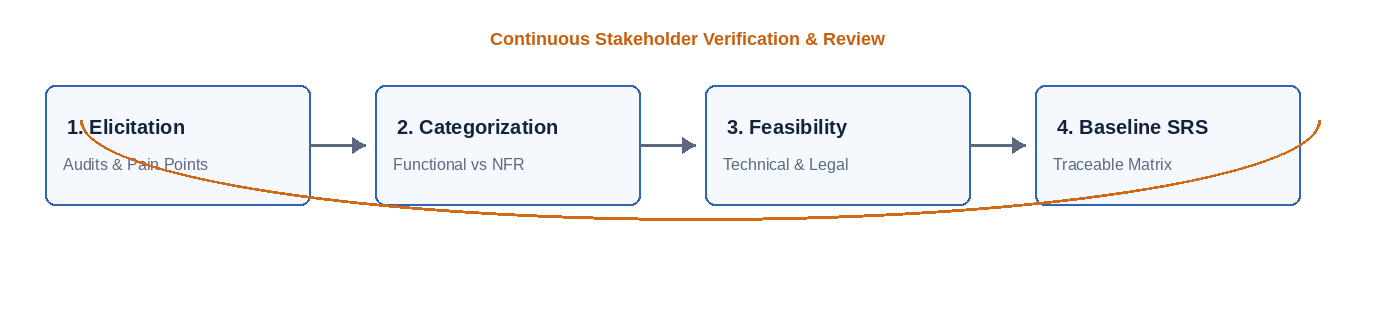 Continuous Stakeholder Verification & Review
1. Elicitation
Audits & Pain Points
2. Categorization
Functional vs NFR
3. Feasibility
Technical & Legal
4. Baseline SRS
Traceable Matrix